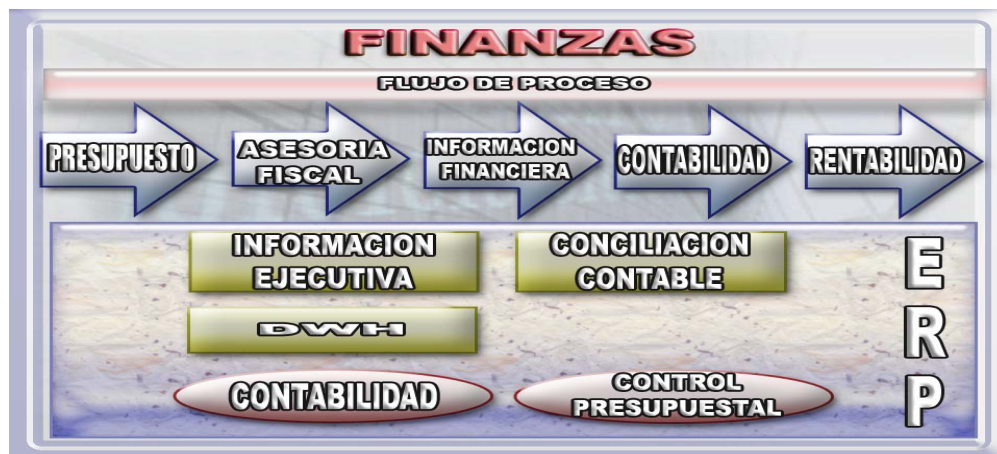 FINANZAS
FLUJO DE PROCESO
PRESUPUESTO
ASESORIA
FISCAL
INFORMACION
FINANCIERA
CONTABILIDAD
RENTABILIDAD
INFORMACION
EJECUTIVA
CONCILIACION
CONTABLE
DWH
CONTABILIDAD
CONTROL
PRESUPUESTAL
E
R
P